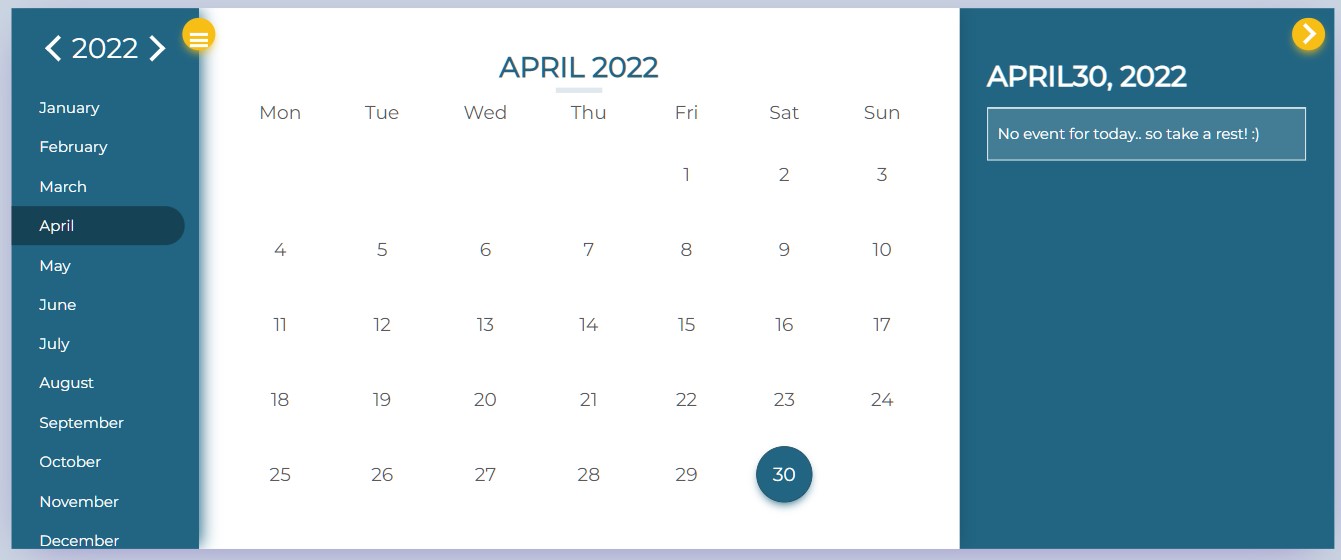 2022
January
February
March
April
May
June
July
August
September
October
November
December
APRIL 2022
Mon Tue Wed Thu Fri Sat Sun
1 2 3
4 5 6 7 8 9 10
11 12 13 14 15 16 17
18 19 20 21 22 23 24
25 26 27 28 29 30
APRIL30, 2022
No event for today.. so take a rest! :)